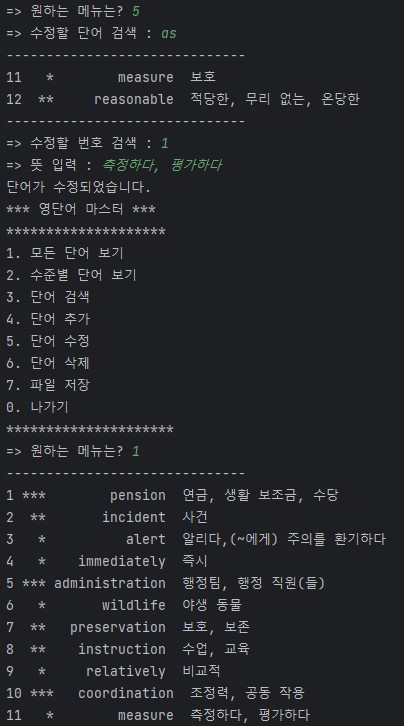 => 원하는 메뉴는? 5
=> 수정할 단어 검색 : as
------------------------------
11   *        measure  보호
12  **     reasonable  적당한, 무리 없는, 온당한
------------------------------
=> 수정할 번호 검색 : 1
=> 뜻 입력 : 측정하다, 평가하다
단어가 수정되었습니다.
*** 영단어 마스터 ***
********************
1. 모든 단어 보기
2. 수준별 단어 보기
3. 단어 검색
4. 단어 추가
5. 단어 수정
6. 단어 삭제
7. 파일 저장
0. 나가기
*********************
=> 원하는 메뉴는? 1
------------------------------
1 ***        pension  연금, 생활 보조금, 수당
2  **       incident  사건
3   *          alert  알리다,(~에게) 주의를 환기하다
4   *    immediately  즉시
5 *** administration  행정팀, 행정 직원(들)
6   *       wildlife  야생 동물
7  **   preservation  보호, 보존
8  **    instruction  수업, 교육
9   *     relatively  비교적
10 ***   coordination  조정력, 공동 작용
11   *        measure  측정하다, 평가하다